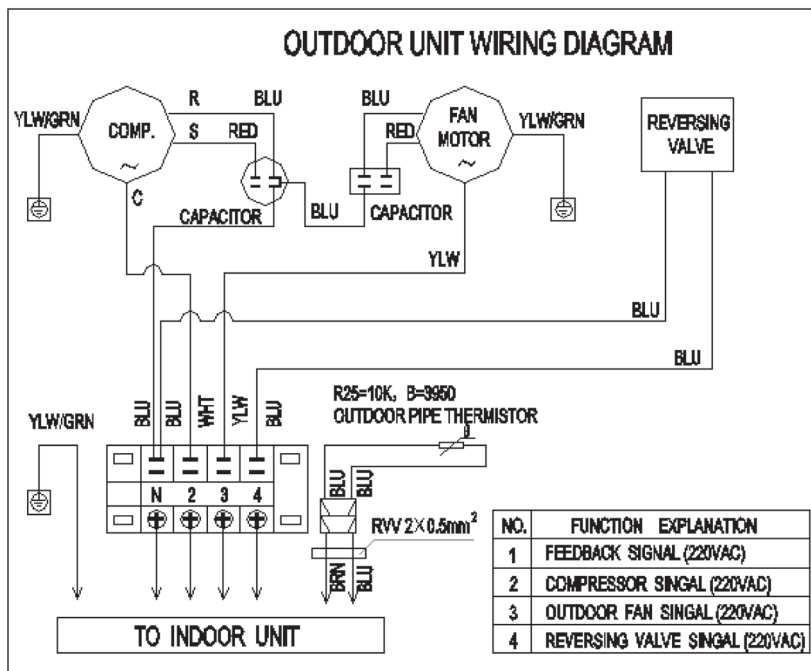 OUTDOOR UNIT WIRING DIAGRAM
YLW/GRN
COMP.
~
R
BLU
S
RED
C
CAPACITOR
BLU
BLU
RED
CAPACITOR
FAN
MOTOR
~
YLW/GRN
YLW
REVERSING
VALVE
BLU
BLU
YLW/GRN
BLU
BLU
WHT
YLW
BLU
N 2 3 4
R25=10K, B=3950
OUTDOOR PIPE THERMISTOR
θ
BLU
BLU
RVV 2×0.5mm²
BRN
BLU
TO INDOOR UNIT
NO. FUNCTION EXPLANATION
1 FEEDBACK SIGNAL (220VAC)
2 COMPRESSOR SINGAL (220VAC)
3 OUTDOOR FAN SINGAL (220VAC)
4 REVERSING VALVE SINGAL (220VAC)